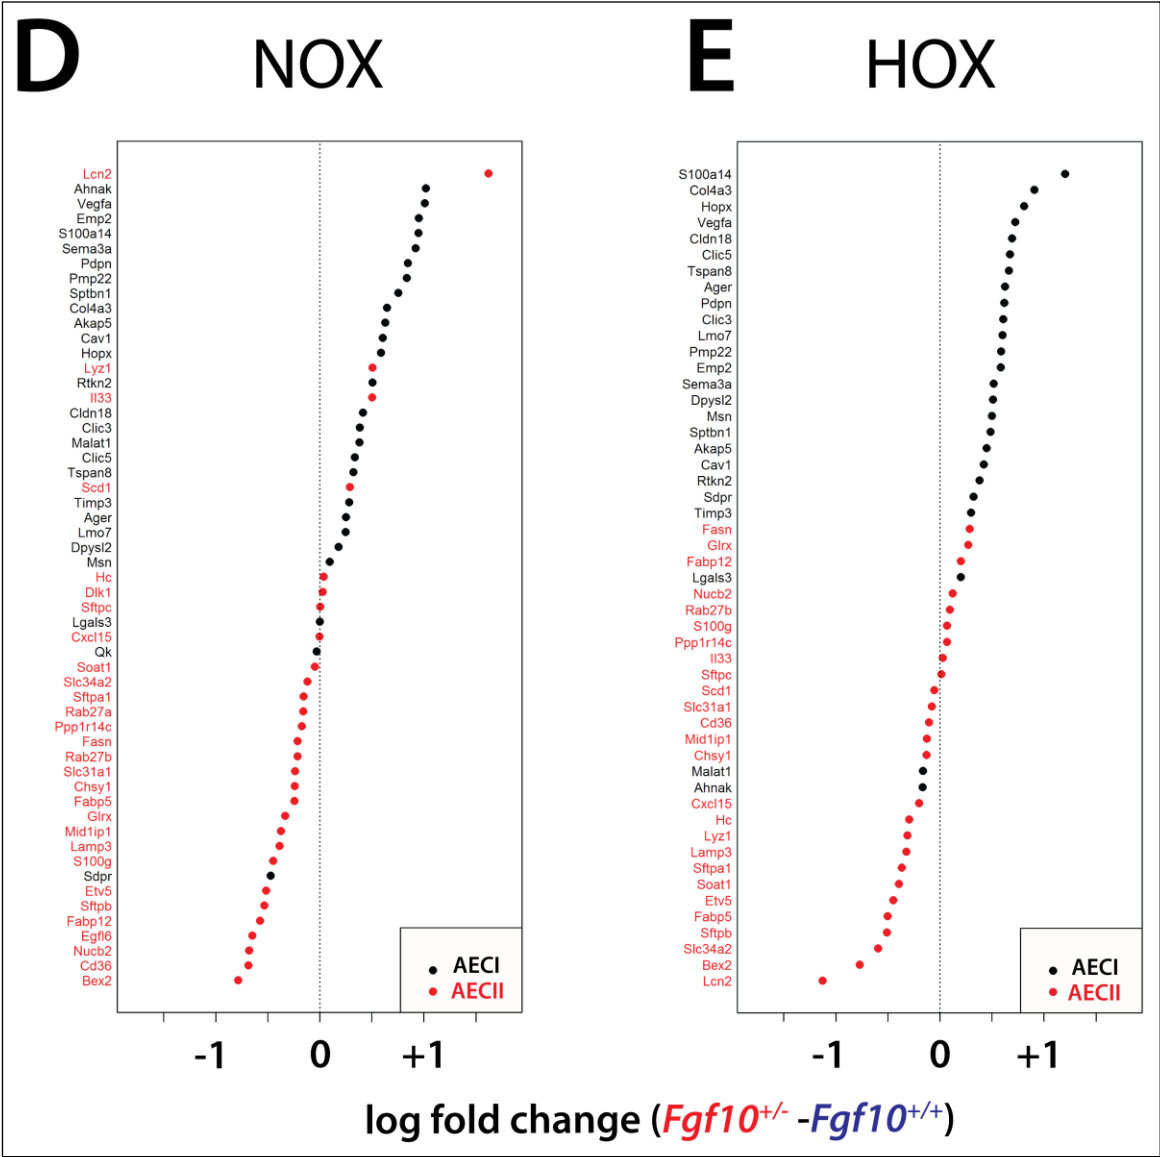 D
NOX
Lcn2
Ahnak
Vegfa
Emp2
S100a14
Sema3a
Pdpn
Pmp22
Sptbn1
Col4a3
Akap5
Cav1
Hopx
Lyz1
Rtkn2
Il33
Cldn18
Clic3
Malat1
Clic5
Tspan8
Scd1
Timp3
Ager
Lmo7
Dpysl2
Msn
Hc
Dlk1
Sftpc
Lgals3
Cxcl15
Qk
Soat1
Slc34a2
Sftpa1
Rab27a
Ppp1r14c
Fasn
Rab27b
Slc31a1
Chsy1
Fabp5
Glrx
Mid1ip1
Lamp3
S100g
Sdpr
Etv5
Sftpb
Fabp12
Egfl6
Nucb2
Cd36
Bex2
AECI
AECII
-1 0 +1
E
HOX
S100a14
Col4a3
Hopx
Vegfa
Cldn18
Clic5
Tspan8
Ager
Pdpn
Clic3
Lmo7
Pmp22
Emp2
Sema3a
Dpysl2
Msn
Sptbn1
Akap5
Cav1
Rtkn2
Sdpr
Timp3
Fasn
Glrx
Fabp12
Lgals3
Nucb2
Rab27b
S100g
Ppp1r14c
Il33
Sftpc
Scd1
Slc31a1
Cd36
Mid1ip1
Chsy1
Malat1
Ahnak
Cxcl15
Hc
Lyz1
Lamp3
Sftpa1
Soat1
Etv5
Fabp5
Sftpb
Slc34a2
Bex2
Lcn2
AECI
AECII
-1 0 +1
log fold change (Fgf10+/- -Fgf10+/+)